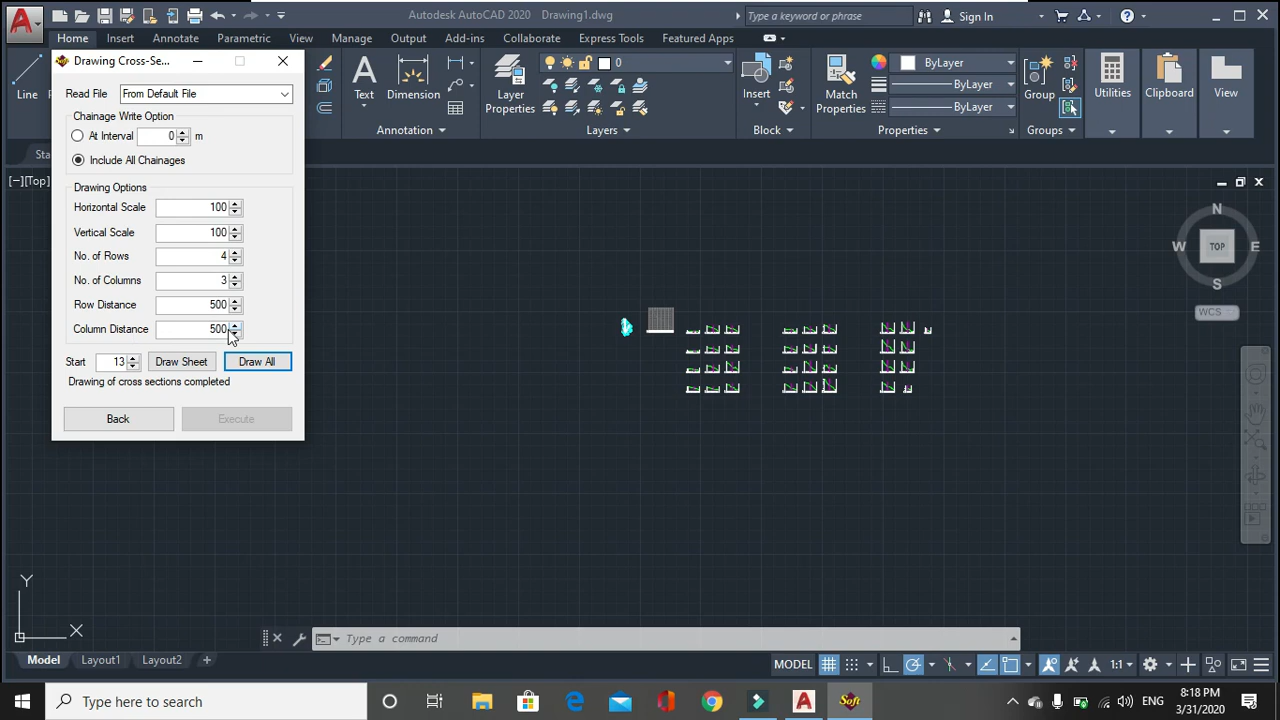 Autodesk AutoCAD 2020 Drawing1.dwg
Type a keyword or phrase
Sign In
Home Insert Annotate Parametric View Manage Output Add-ins Collaborate Express Tools Featured Apps
Line
Text
Dimension
Annotation
Layer Properties
0
Layers
Insert
Block
Match Properties
ByLayer
ByLayer
ByLayer
Properties
Group
Groups
Utilities
Clipboard
View
Drawing Cross-Se...
Read File From Default File
Chainage Write Option
At Interval 0 m
Include All Chainages
Drawing Options
Horizontal Scale 100
Vertical Scale 100
No. of Rows 4
No. of Columns 3
Row Distance 500
Column Distance 500
Start 13 Draw Sheet Draw All
Drawing of cross sections completed
Back Execute
Sta
[−][Top]
N
W TOP E
S
WCS
Y
X
Type a command
Model Layout1 Layout2 +
MODEL
1:1
Type here to search
Soft
ENG
8:18 PM
3/31/2020